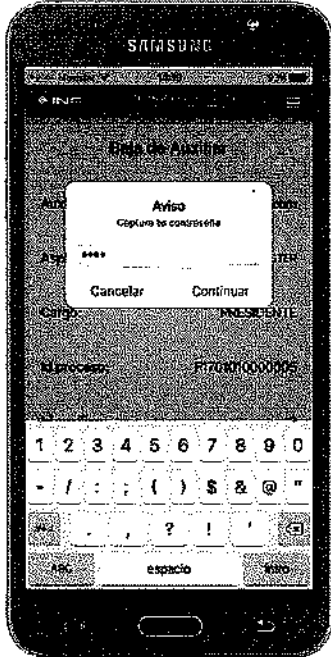 SAMSUNG
INE
Baja de Auxiliar
Aviso
Captura tu contraseña
****
Cancelar
Continuar
Cargo:
PRESIDENTE
Id proceso:
1 2 3 4 5 6 7 8 9 0
- / : ; ( ) $ & @ "
. , ? ! '
ABC
espacio
intro